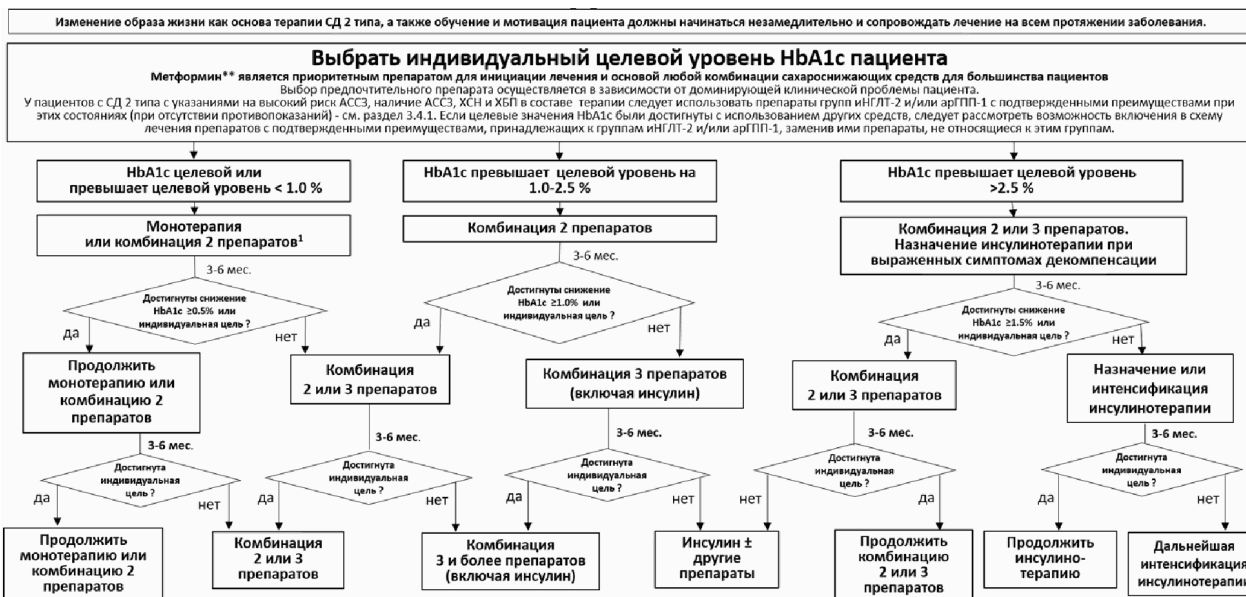 Изменение образа жизни как основа терапии СД 2 типа, а также обучение и мотивация пациента должны начинаться незамедлительно и сопровождать лечение на всем протяжении заболевания.
Выбрать индивидуальный целевой уровень HbA1c пациента
Метформин** является приоритетным препаратом для инициации лечения и основой любой комбинации сахароснижающих средств для большинства пациентов
Выбор предпочтительного препарата осуществляется в зависимости от доминирующей клинической проблемы пациента.
У пациентов с СД 2 типа с указаниями на высокий риск АССЗ, наличие АССЗ, ХСН и ХБП в составе терапии следует использовать препараты групп иНГЛТ-2 и/или арГПП-1 с подтвержденными преимуществами при
этих состояниях (при отсутствии противопоказаний) - см. раздел 3.4.1. Если целевые значения HbA1c были достигнуты с использованием других средств, следует рассмотреть возможность включения в схему
лечения препаратов с подтвержденными преимуществами, принадлежащих к группам иНГЛТ-2 и/или арГПП-1, заменив ими препараты, не относящиеся к этим группам.
HbA1c целевой или
превышает целевой уровень < 1.0 %
HbA1c превышает целевой уровень на
1.0-2.5 %
HbA1c превышает целевой уровень
>2.5 %
Монотерапия
или комбинация 2 препаратов¹
Комбинация 2 препаратов
Комбинация 2 или 3 препаратов.
Назначение инсулинотерапии при
выраженных симптомах декомпенсации
3-6 мес.
3-6 мес.
3-6 мес.
Достигнуты снижение
HbA1c ≥0.5% или
индивидуальная цель ?
Достигнуты снижение
HbA1c ≥1.0% или
индивидуальная
цель ?
Достигнуты снижение
HbA1c ≥1.5% или
индивидуальная
цель ?
да
нет
да
нет
да
нет
Продолжить
монотерапию или
комбинацию 2
препаратов
Комбинация
2 или 3 препаратов
Комбинация 3 препаратов
(включая инсулин)
Комбинация
2 или 3 препаратов
Назначение или
интенсификация
инсулинотерапии
3-6 мес.
3-6 мес.
3-6 мес.
3-6 мес.
3-6 мес.
Достигнута
индивидуальная
цель ?
Достигнута
индивидуальная
цель ?
Достигнута
индивидуальная
цель ?
Достигнута
индивидуальная
цель ?
Достигнута
индивидуальная
цель ?
да
нет
да
нет
да
нет
да
нет
да
нет
Продолжить
монотерапию или
комбинацию 2
препаратов
Комбинация
2 или 3
препаратов
Комбинация
3 и более препаратов
(включая инсулин)
Инсулин ±
другие
препараты
Продолжить
комбинацию
2 или 3
препаратов
Продолжить
инсулино-
терапию
Дальнейшая
интенсификация
инсулинотерапии